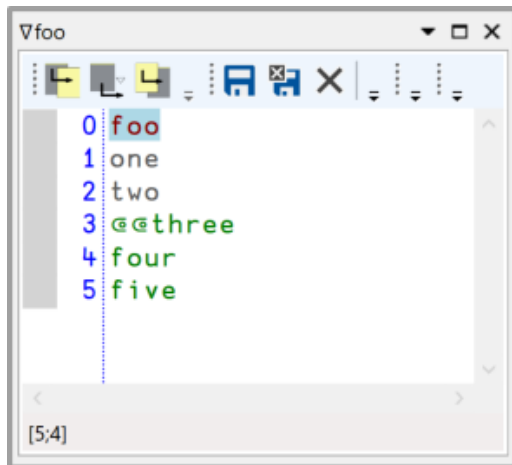 ∇foo
0 foo
1 one
2 two
3 ⍝⍝three
4 four
5 five
[5;4]